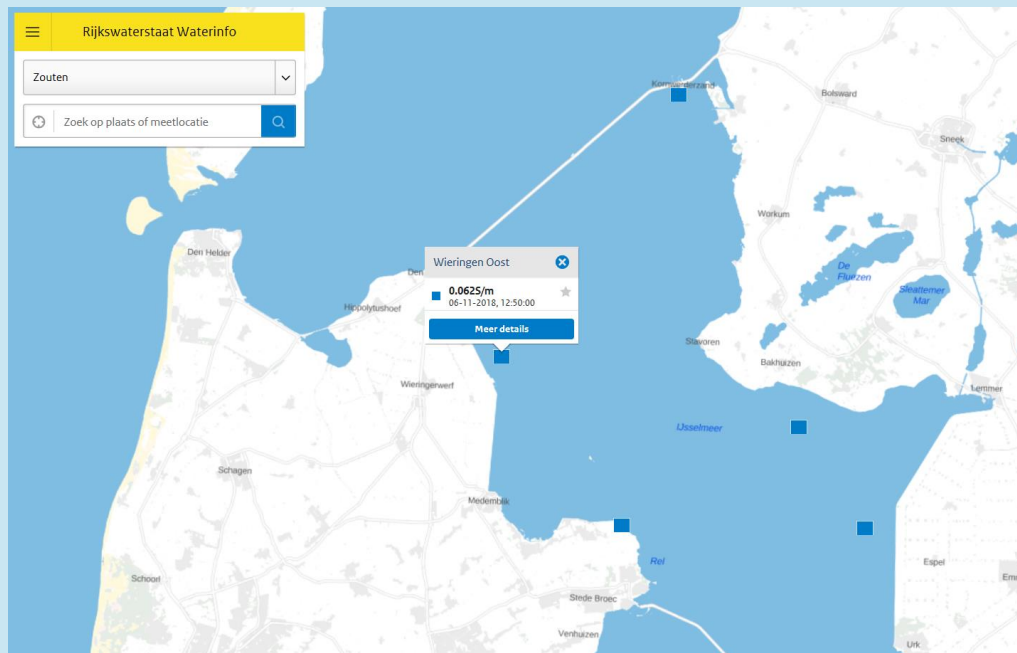 Rijkswaterstaat Waterinfo
Zouten
Zoek op plaats of meetlocatie
Kornwerderzand
Bolsward
Sneek
Workum
Den Helder
De
Fluezen
Sleattemer
Mar
Den
Wieringen Oost
0.0625/m
06-11-2018, 12:50:00
Meer details
Hippolytushoef
Stavoren
Bakhuizen
Lemmer
Wieringerwerf
IJsselmeer
Schagen
Medemblik
Rel
Espel
Schoorl
Emm
Stede Broec
Venhuizen
Urk